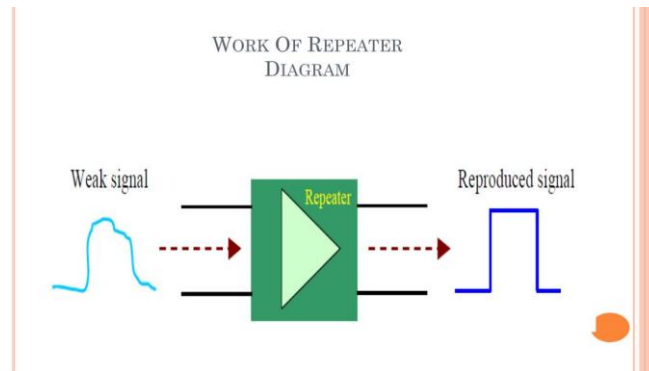 WORK OF REPEATER
DIAGRAM
Weak signal
Repeater
Reproduced signal